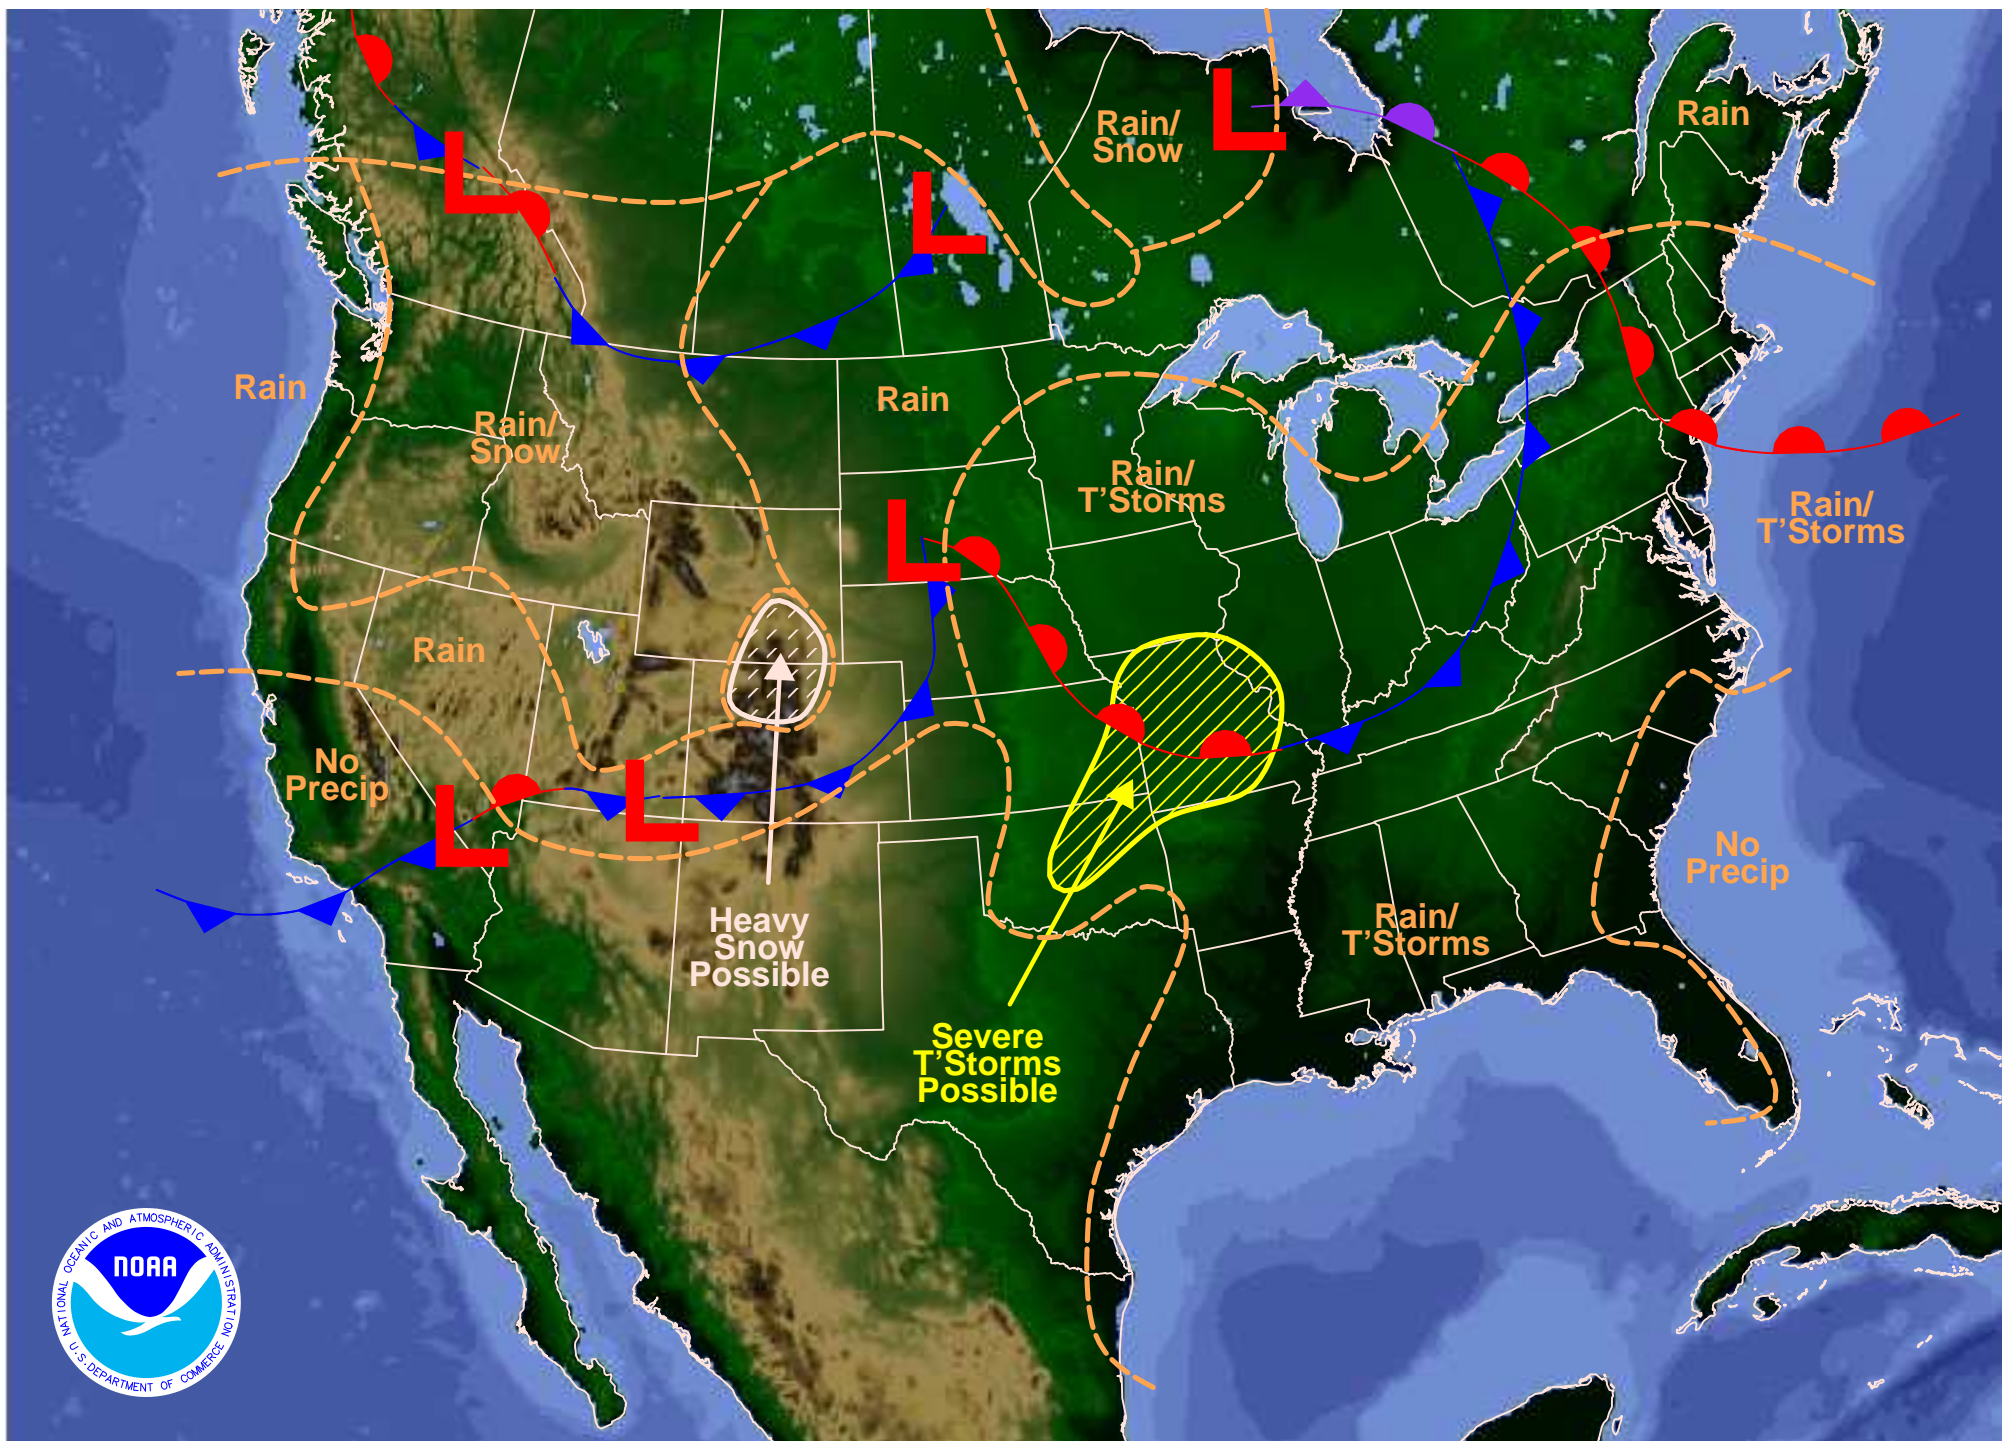 Rain/
Snow
L
Rain
L
L
Rain
Rain
Rain/
Snow
Rain/
T'Storms
Rain/
T'Storms
L
Rain
No
Precip
L
L
No
Precip
Heavy
Snow
Possible
Rain/
T'Storms
Severe
T'Storms
Possible
NATIONAL OCEANIC AND ATMOSPHERIC ADMINISTRATION
NOAA
U.S. DEPARTMENT OF COMMERCE